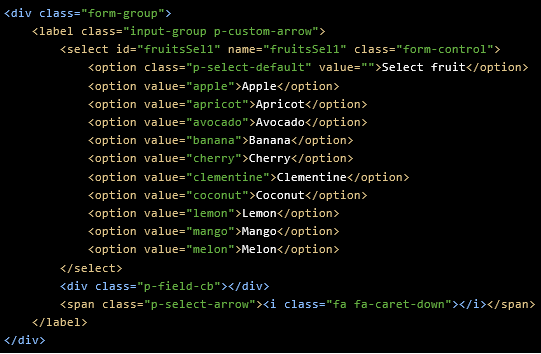 <div class="form-group">
    <label class="input-group p-custom-arrow">
        <select id="fruitsSel1" name="fruitsSel1" class="form-control">
            <option class="p-select-default" value="">Select fruit</option>
            <option value="apple">Apple</option>
            <option value="apricot">Apricot</option>
            <option value="avocado">Avocado</option>
            <option value="banana">Banana</option>
            <option value="cherry">Cherry</option>
            <option value="clementine">Clementine</option>
            <option value="coconut">Coconut</option>
            <option value="lemon">Lemon</option>
            <option value="mango">Mango</option>
            <option value="melon">Melon</option>
        </select>
        <div class="p-field-cb"></div>
        <span class="p-select-arrow"><i class="fa fa-caret-down"></i></span>
    </label>
</div>